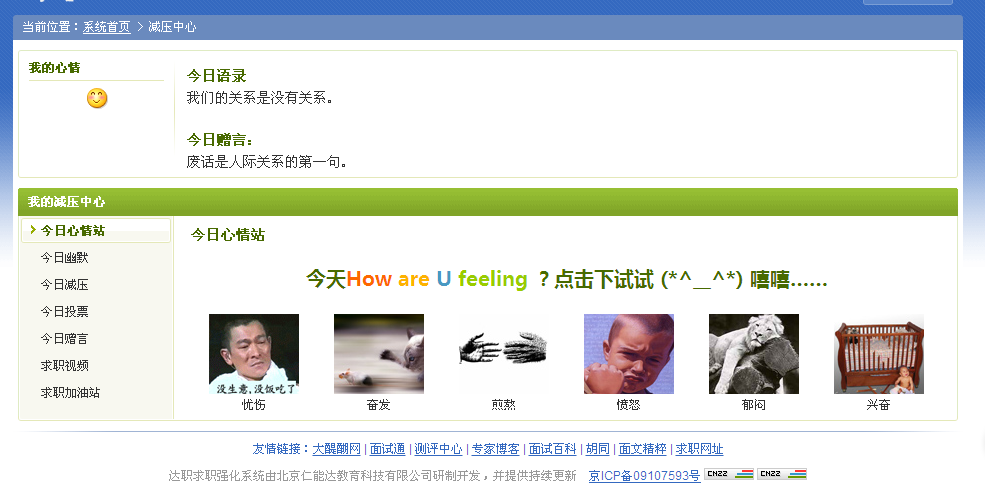 当前位置：系统首页 > 减压中心
我的心情
今日语录
我们的关系是没有关系。
今日赠言：
废话是人际关系的第一句。
我的减压中心
今日心情站
今日幽默
今日减压
今日投票
今日赠言
求职视频
求职加油站
今日心情站
今天How are U feeling ？点击下试试 (*^__^*) 嘻嘻……
没生意,没饭吃了
忧伤
奋发
煎熬
愤怒
郁闷
兴奋
友情链接：大醍醐网 | 面试通 | 测评中心 | 专家博客 | 面试百科 | 胡同 | 面文精粹 | 求职网址
达职求职强化系统由北京仁能达教育科技有限公司研制开发，并提供持续更新 京ICP备09107593号 CNZZ CNZZ